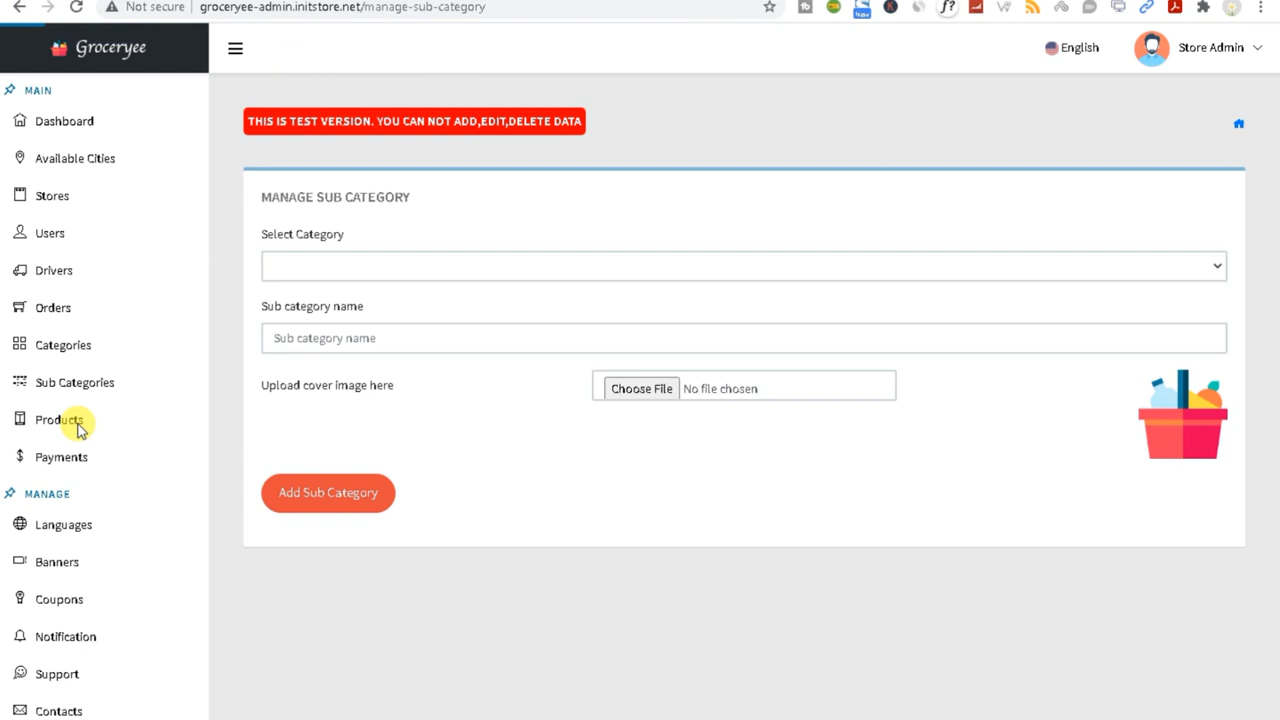 Not secure groceryee-admin.initstore.net/manage-sub-category
Groceryee
English
Store Admin
MAIN
Dashboard
Available Cities
Stores
Users
Drivers
Orders
Categories
Sub Categories
Products
Payments
MANAGE
Languages
Banners
Coupons
Notification
Support
Contacts
THIS IS TEST VERSION. YOU CAN NOT ADD,EDIT,DELETE DATA
MANAGE SUB CATEGORY
Select Category
Sub category name
Sub category name
Upload cover image here
Choose File No file chosen
Add Sub Category